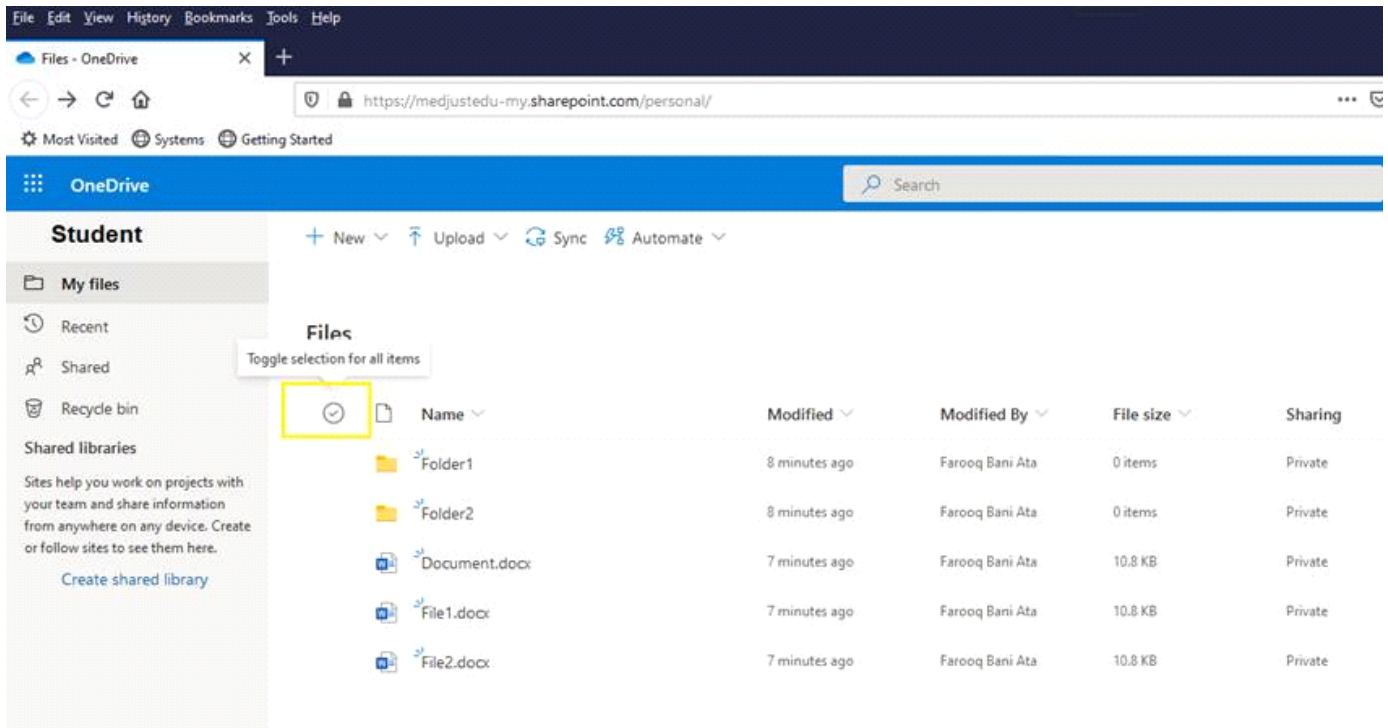 File Edit View History Bookmarks Tools Help
Files - OneDrive
https://medjustedu-my.sharepoint.com/personal/
Most Visited Systems Getting Started
OneDrive
Search
Student
New Upload Sync Automate
My files
Recent
Shared
Recycle bin
Shared libraries
Sites help you work on projects with
your team and share information
from anywhere on any device. Create
or follow sites to see them here.
Create shared library
Files
Toggle selection for all items
Name Modified Modified By File size Sharing
Folder1 8 minutes ago Farooq Bani Ata 0 items Private
Folder2 8 minutes ago Farooq Bani Ata 0 items Private
Document.docx 7 minutes ago Farooq Bani Ata 10.8 KB Private
File1.docx 7 minutes ago Farooq Bani Ata 10.8 KB Private
File2.docx 7 minutes ago Farooq Bani Ata 10.8 KB Private